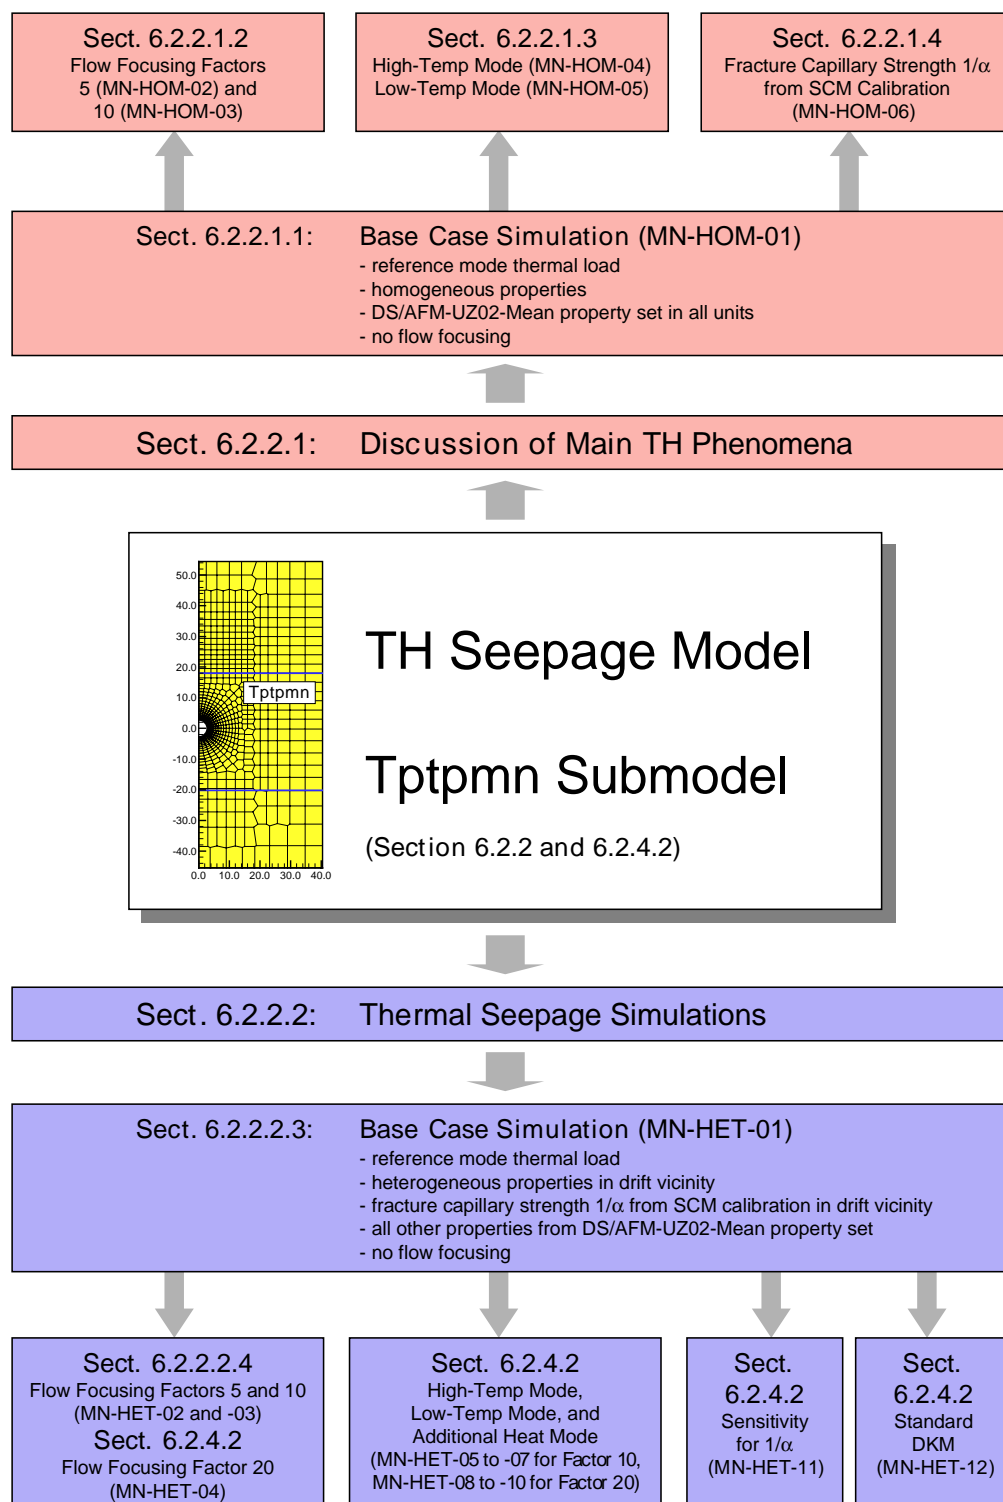 Sect. 6.2.2.1.2
Flow Focusing Factors
5 (MN-HOM-02) and
10 (MN-HOM-03)
Sect. 6.2.2.1.3
High-Temp Mode (MN-HOM-04)
Low-Temp Mode (MN-HOM-05)
Sect. 6.2.2.1.4
Fracture Capillary Strength 1/α
from SCM Calibration
(MN-HOM-06)
Sect. 6.2.2.1.1: Base Case Simulation (MN-HOM-01)
- reference mode thermal load
- homogeneous properties
- DS/AFM-UZ02-Mean property set in all units
- no flow focusing
Sect. 6.2.2.1: Discussion of Main TH Phenomena
50.0
40.0
30.0
20.0
10.0
0.0
-10.0
-20.0
-30.0
-40.0
0.0 10.0 20.0 30.0 40.0
Tptpmn
TH Seepage Model
Tptpmn Submodel
(Section 6.2.2 and 6.2.4.2)
Sect. 6.2.2.2: Thermal Seepage Simulations
Sect. 6.2.2.2.3: Base Case Simulation (MN-HET-01)
- reference mode thermal load
- heterogeneous properties in drift vicinity
- fracture capillary strength 1/α from SCM calibration in drift vicinity
- all other properties from DS/AFM-UZ02-Mean property set
- no flow focusing
Sect. 6.2.2.2.4
Flow Focusing Factors 5 and 10
(MN-HET-02 and -03)
Sect. 6.2.4.2
Flow Focusing Factor 20
(MN-HET-04)
Sect. 6.2.4.2
High-Temp Mode,
Low-Temp Mode, and
Additional Heat Mode
(MN-HET-05 to -07 for Factor 10,
MN-HET-08 to -10 for Factor 20)
Sect.
6.2.4.2
Sensitivity
for 1/α
(MN-HET-11)
Sect.
6.2.4.2
Standard
DKM
(MN-HET-12)